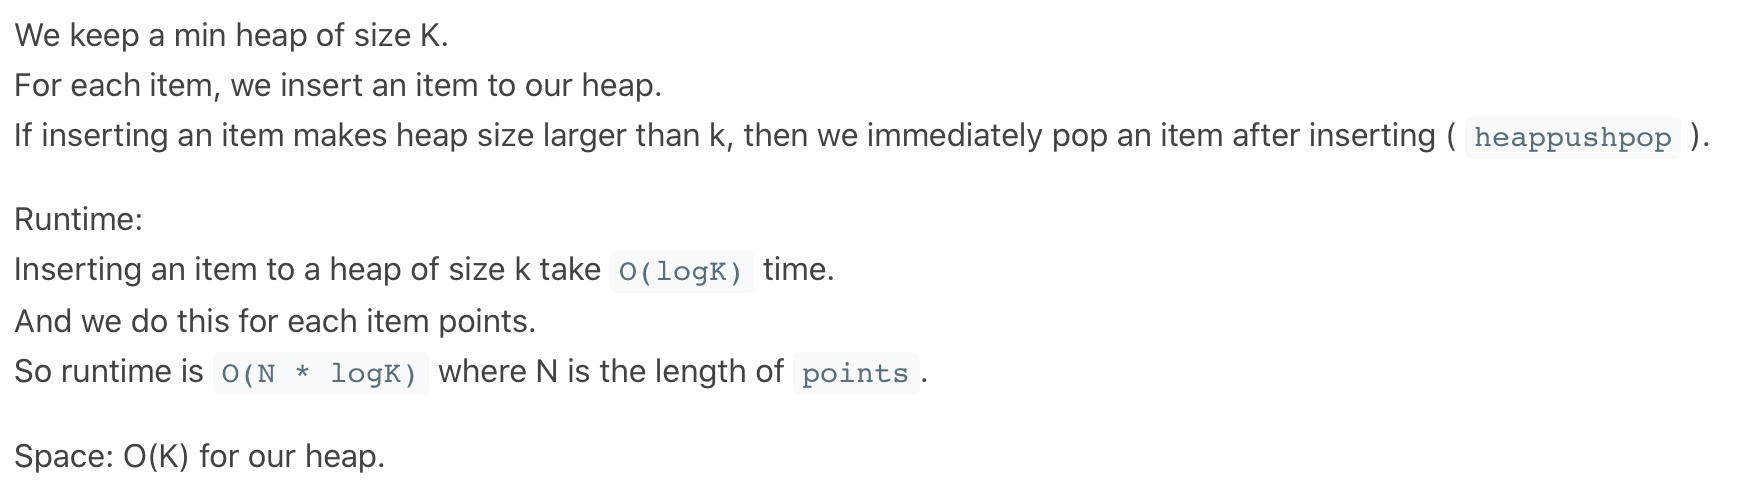 We keep a min heap of size K.
For each item, we insert an item to our heap.
If inserting an item makes heap size larger than k, then we immediately pop an item after inserting ( heappushpop ).
Runtime:
Inserting an item to a heap of size k take O(logK) time.
And we do this for each item points.
So runtime is O(N * logK) where N is the length of points .
Space: O(K) for our heap.